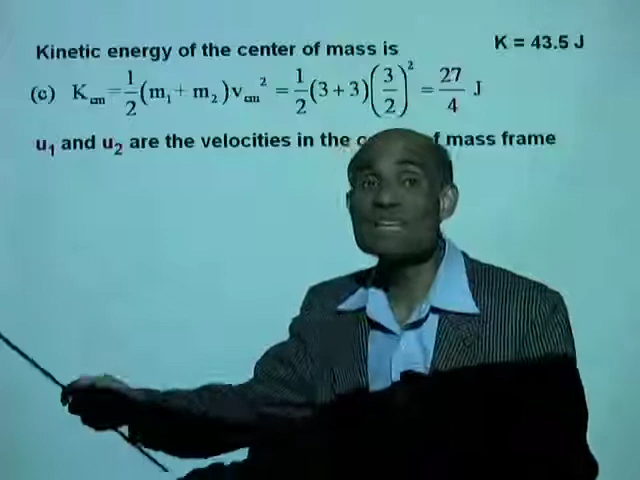 K = 43.5 J
Kinetic energy of the center of mass is
(c) K_cm = 1/2 (m₁ + m₂) v_cm² = 1/2 (3 + 3) (3/2)² = 27/4 J
u₁ and u₂ are the velocities in the mass frame